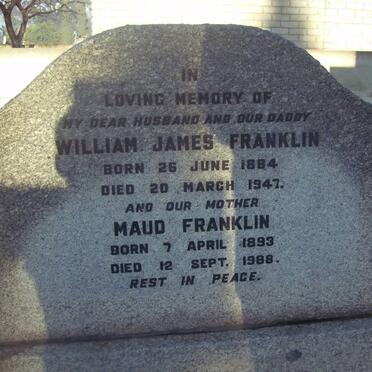 IN
LOVING MEMORY OF
MY DEAR HUSBAND AND OUR DADDY
WILLIAM JAMES FRANKLIN
BORN 26 JUNE 1884
DIED 20 MARCH 1947.
AND OUR MOTHER
MAUD FRANKLIN
BORN 7 APRIL 1893
DIED 12 SEPT. 1988.
REST IN PEACE.